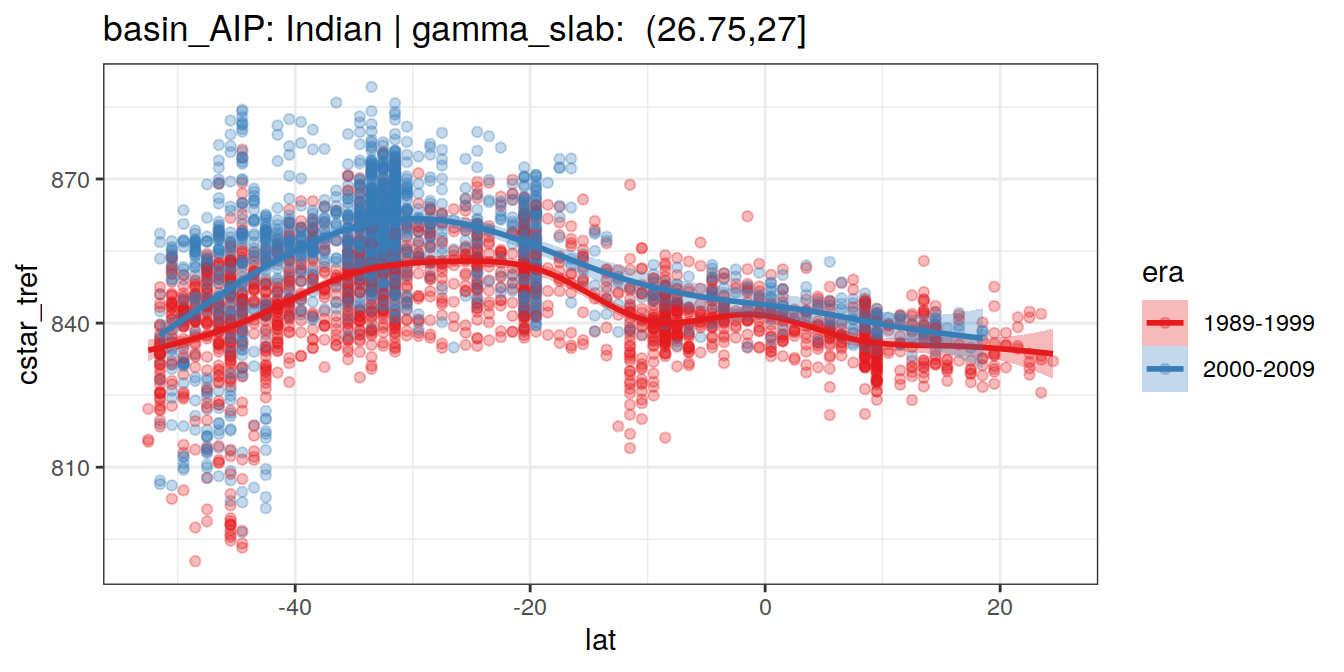 basin_AIP: Indian | gamma_slab:  (26.75,27]
870
840
810
cstar_tref
-40
-20
0
20
lat
era
1989-1999
2000-2009